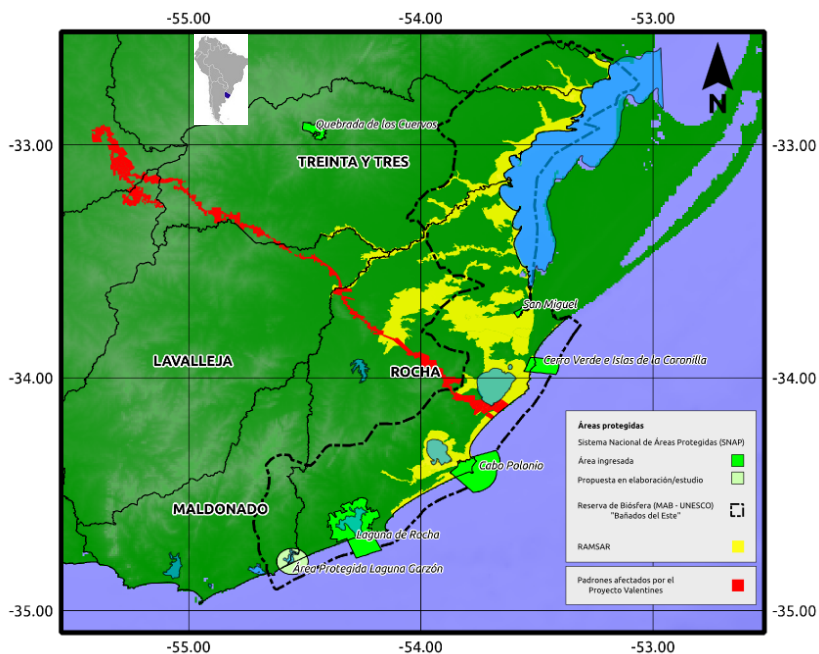 -55.00
-54.00
-53.00
N
Quebrada de los Cuervos
-33.00
-33.00
TREINTA Y TRES
San Miguel
LAVALLEJA
Cerro Verde e Islas de la Coronilla
ROCHA
-34.00
-34.00
Áreas protegidas
Sistema Nacional de Áreas Protegidas (SNAP)
Área ingresada
Propuesta en elaboración/estudio
Reserva de Biósfera (MAB - UNESCO)
"Bañados del Este"
RAMSAR
Padrones afectados por el
Proyecto Valentines
Cabo Polonio
MALDONADO
Laguna de Rocha
Área Protegida Laguna Garzón
-35.00
-35.00
-55.00
-54.00
-53.00